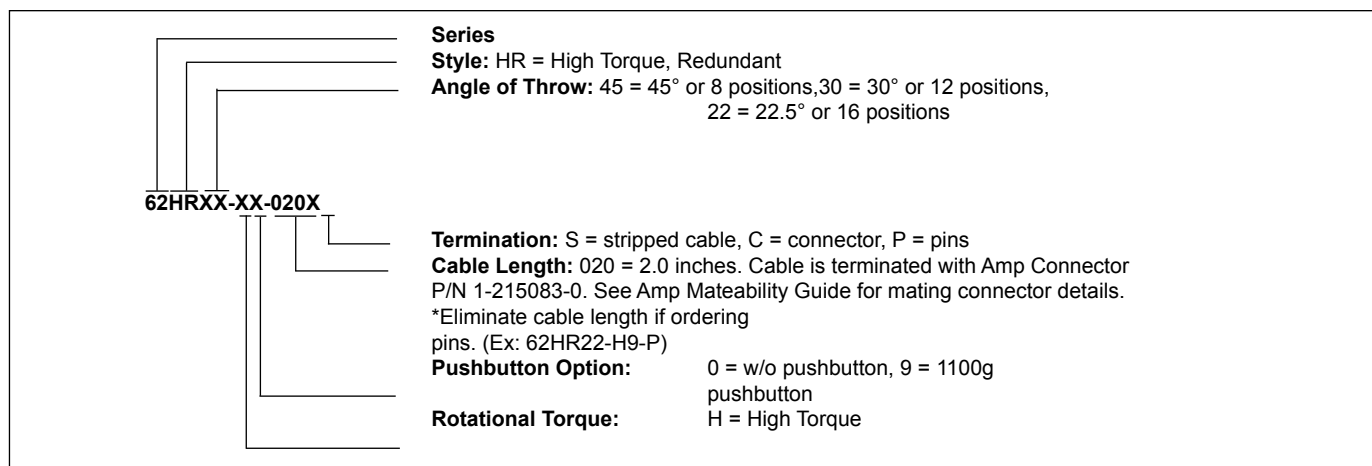 Series
Style: HR = High Torque, Redundant
Angle of Throw: 45 = 45° or 8 positions,30 = 30° or 12 positions,
22 = 22.5° or 16 positions
62HRXX-XX-020X
Termination: S = stripped cable, C = connector, P = pins
Cable Length: 020 = 2.0 inches. Cable is terminated with Amp Connector
P/N 1-215083-0. See Amp Mateability Guide for mating connector details.
*Eliminate cable length if ordering
pins. (Ex: 62HR22-H9-P)
Pushbutton Option: 0 = w/o pushbutton, 9 = 1100g
pushbutton
Rotational Torque: H = High Torque